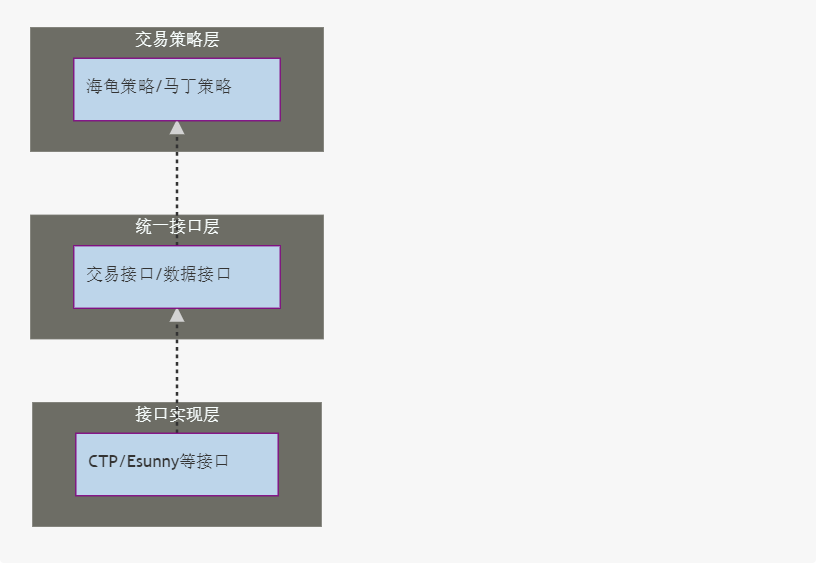 交易策略层
海龟策略/马丁策略
统一接口层
交易接口/数据接口
接口实现层
CTP/Esunny等接口